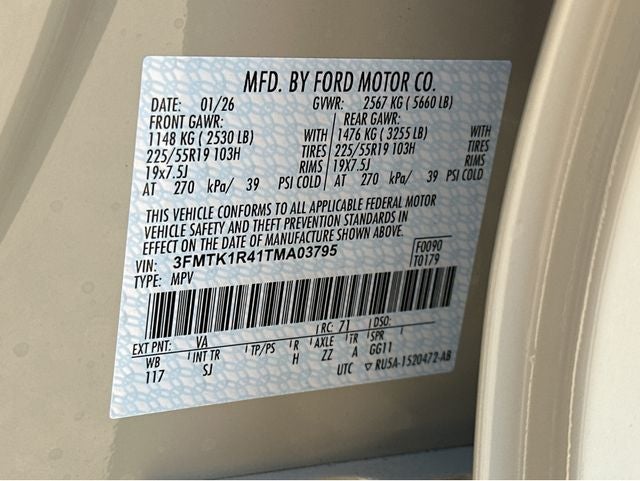 MFD. BY FORD MOTOR CO.
DATE: 01/26 GVWR: 2567 KG ( 5660 LB)
FRONT GAWR: REAR GAWR:
1148 KG ( 2530 LB) WITH 1476 KG ( 3255 LB) WITH
225/55R19 103H TIRES 225/55R19 103H TIRES
19x7.5J RIMS 19x7.5J RIMS
AT 270 kPa/ 39 PSI COLD AT 270 kPa/ 39 PSI COLD
THIS VEHICLE CONFORMS TO ALL APPLICABLE FEDERAL MOTOR
VEHICLE SAFETY AND THEFT PREVENTION STANDARDS IN
EFFECT ON THE DATE OF MANUFACTURE SHOWN ABOVE.
VIN: 3FMTK1R41TMA03795 F0090
TYPE: MPV T0179
EXT PNT: VA RC: 71 DSO:
WB INT TR TP/PS R AXLE TR SPR
117 SJ H ZZ A GG11
UTC ▽ RU5A-1520472-AB